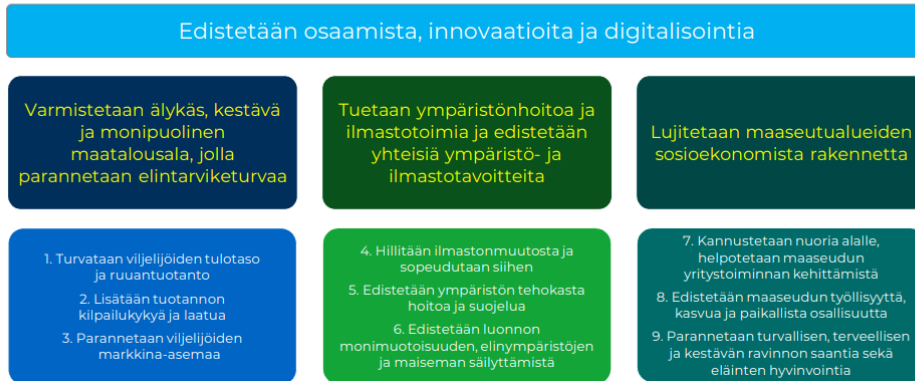 Edistetään osaamista, innovaatioita ja digitalisointia
Varmistetaan älykäs, kestävä
ja monipuolinen
maatalousala, jolla
parannetaan elintarviketurvaa
Tuetaan ympäristönhoitoa ja
ilmastotoimia ja edistetään
yhteisiä ympäristö- ja
ilmastotavoitteita
Lujitetaan maaseutualueiden
sosioekonomista rakennetta
1. Turvataan viljelijöiden tulotaso
ja ruuantuotanto
2. Lisätään tuotannon
kilpailukykyä ja laatua
3. Parannetaan viljelijöiden
markkina-asemaa
4. Hillitään ilmastonmuutosta ja
sopeudutaan siihen
5. Edistetään ympäristön tehokasta
hoitoa ja suojelua
6. Edistetään luonnon
monimuotoisuuden, elinympäristöjen
ja maiseman säilyttämistä
7. Kannustetaan nuoria alalle,
helpotetaan maaseudun
yritystoiminnan kehittämistä
8. Edistetään maaseudun työllisyyttä,
kasvua ja paikallista osallisuutta
9. Parannetaan turvallisen, terveellisen
ja kestävän ravinnon saantia sekä
eläinten hyvinvointia